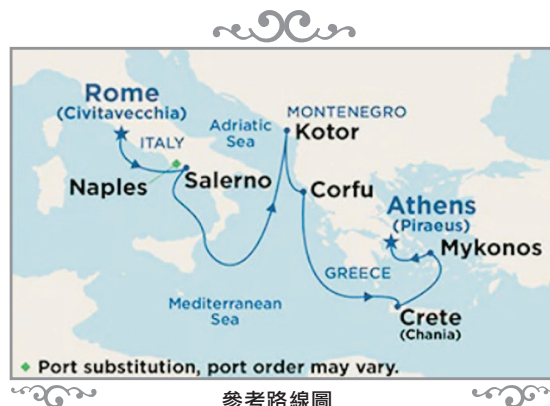 Rome
(Civitavecchia)
ITALY
Adriatic
Sea
MONTENEGRO
Kotor
Naples
Salerno
Corfu
Athens
(Piraeus)
Mykonos
GREECE
Mediterranean
Sea
Crete
(Chania)
Port substitution, port order may vary.
參考路線圖